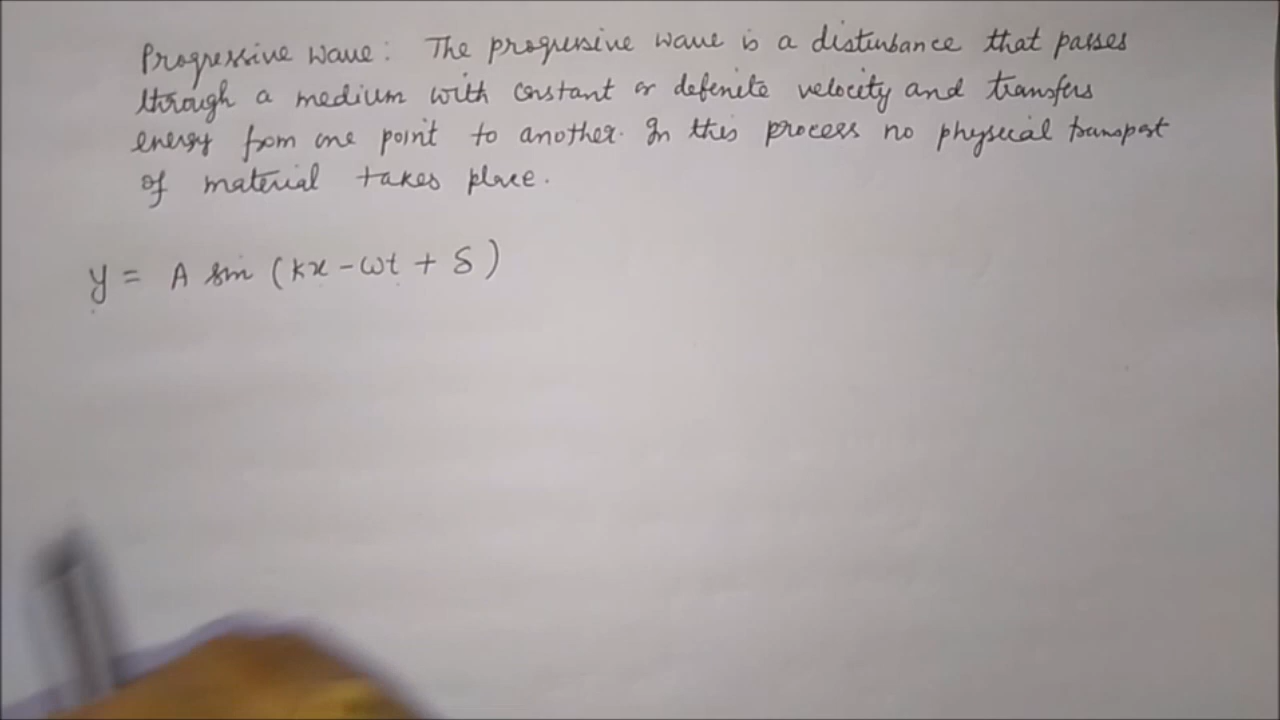 Progressive wave: The progressive wave is a disturbance that passes
through a medium with constant or definite velocity and transfers
energy from one point to another. In this process no physical transport
of material takes place.
y = A sin (kx - ωt + δ)